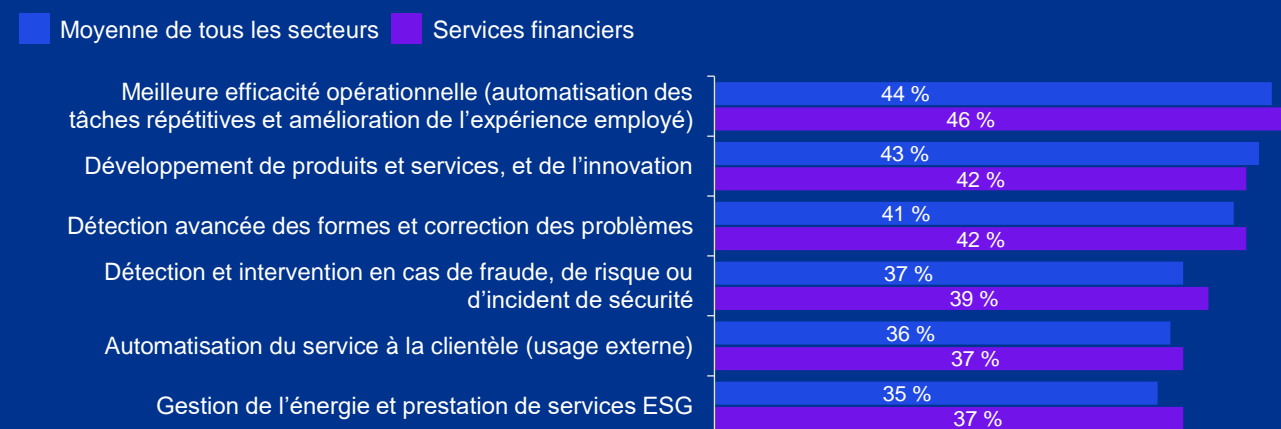 Moyenne de tous les secteurs Services financiers
Meilleure efficacité opérationnelle (automatisation des
tâches répétitives et amélioration de l’expérience employé)
44 %
46 %
Développement de produits et services, et de l’innovation
43 %
42 %
Détection avancée des formes et correction des problèmes
41 %
42 %
Détection et intervention en cas de fraude, de risque ou
d’incident de sécurité
37 %
39 %
Automatisation du service à la clientèle (usage externe)
36 %
37 %
Gestion de l’énergie et prestation de services ESG
35 %
37 %